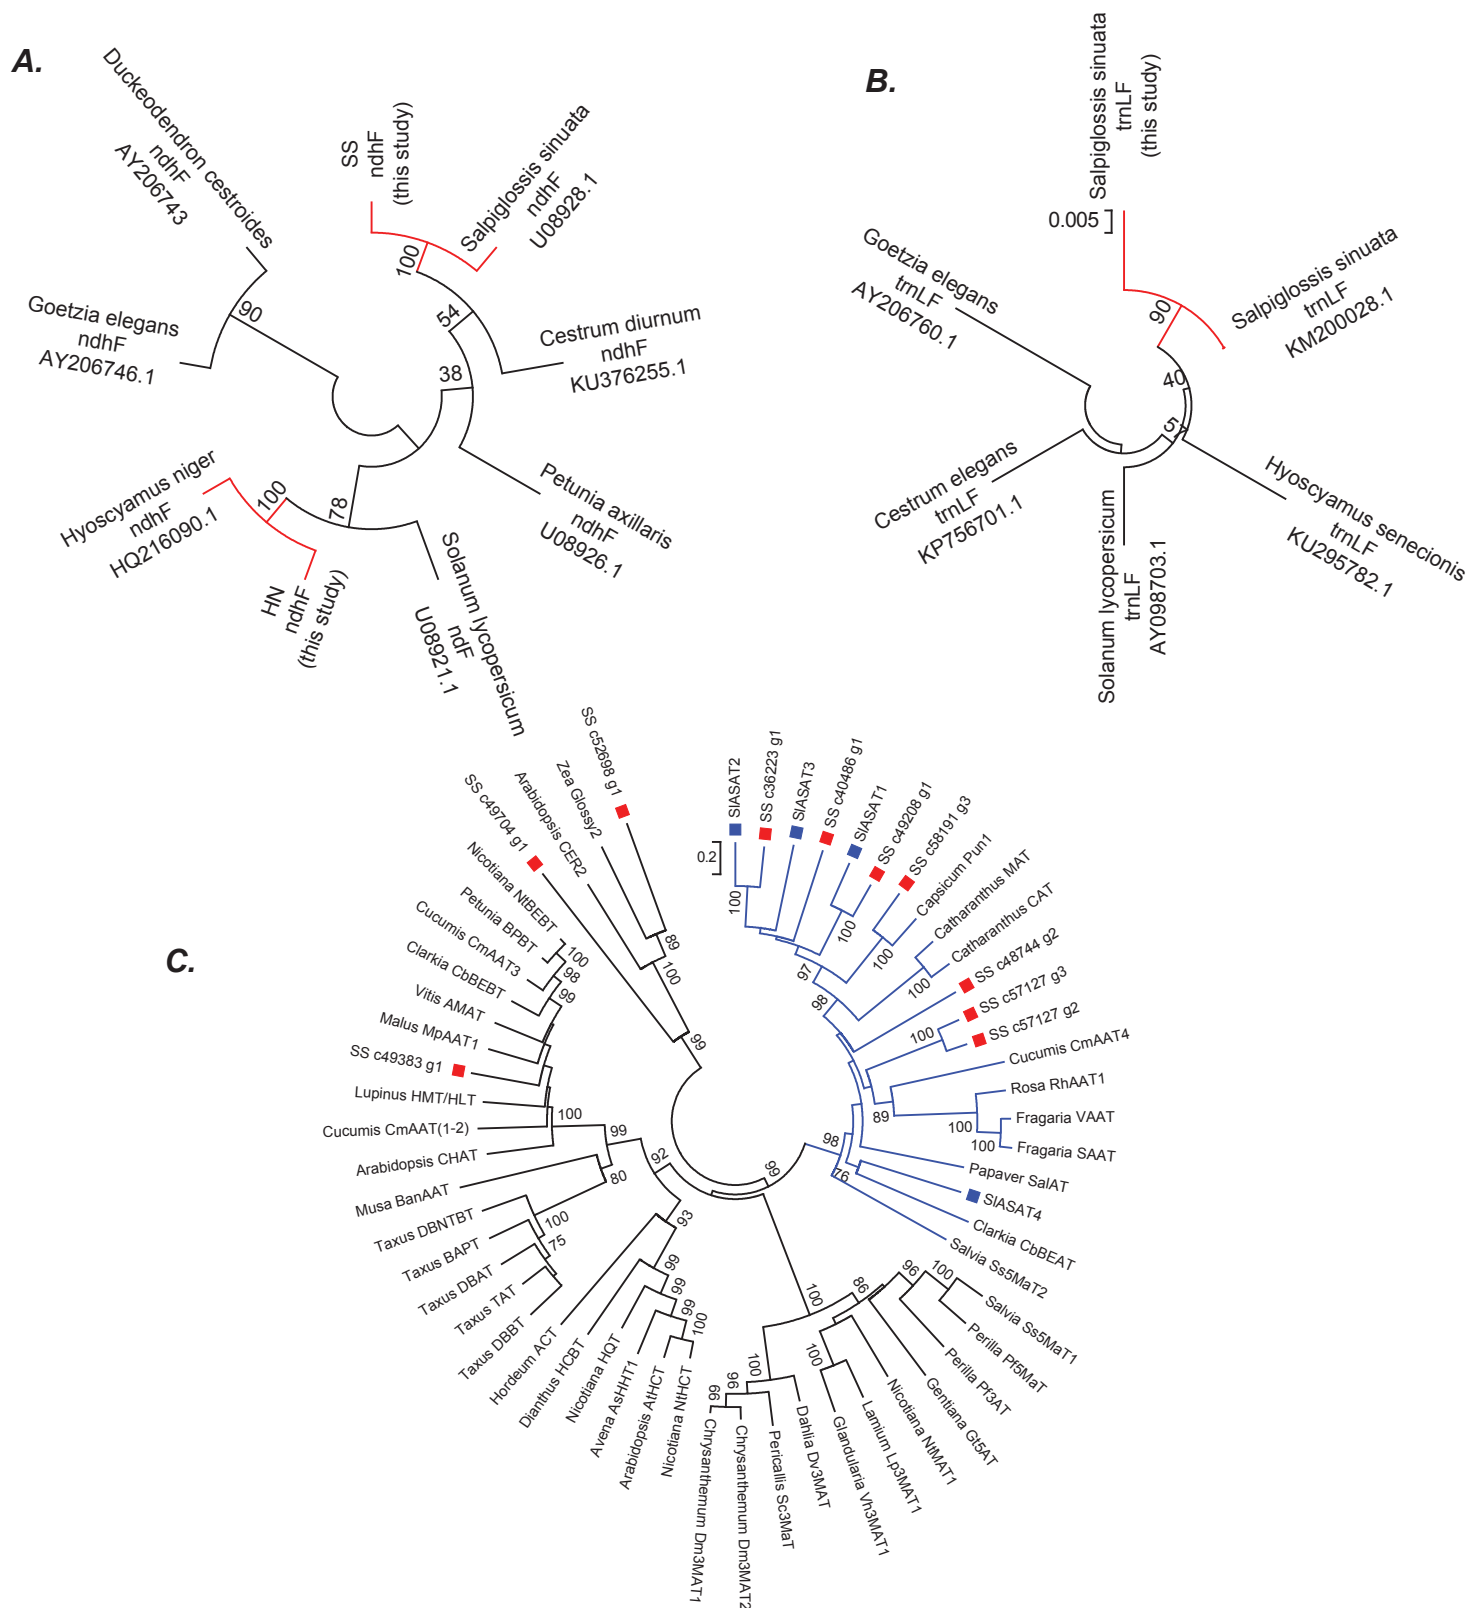 A.
Duckeodendron cestroides
ndhF
AY206743
SS
ndhF
(this study)
Salpiglossis sinuata
ndhF
U08928.1
100
54
Cestrum diurnum
ndhF
KU376255.1
38
90
Goetzia elegans
ndhF
AY206746.1
Petunia axillaris
ndhF
U08926.1
Hyoscyamus niger
ndhF
HQ216090.1
100
78
HN
ndhF
(this study)
Solanum lycopersicum
ndF
U08921.1
B.
Salpiglossis sinuata
trnLF
(this study)
0.005
Goetzia elegans
trnLF
AY206760.1
90
Salpiglossis sinuata
trnLF
KM200028.1
40
57
Cestrum elegans
trnLF
KP756701.1
Solanum lycopersicum
trnLF
AY098703.1
Hyoscyamus senecionis
trnLF
KU295782.1
C.
SlASAT2
SS c36223 g1
SlASAT3
SS c40486 g1
SlASAT1
SS c49208 g1
SS c58191 g3
Capsicum Pun1
Catharanthus MAT
Catharanthus CAT
SS c48744 g2
SS c57127 g3
SS c57127 g2
Cucumis CmAAT4
Rosa RhAAT1
Fragaria VAAT
Fragaria SAAT
Papaver SalAT
SlASAT4
Clarkia CbBEAT
Salvia Ss5MaT2
Salvia Ss5MaT1
Perilla Pf5MaT
Perilla Pf3AT
Gentiana Gt5AT
Nicotiana NtMAT1
Lamium Lp3MAT1
Glandularia Vh3MAT1
Dahlia Dv3MAT
Pericallis Sc3MaT
Chrysanthemum Dm3MAT2
Chrysanthemum Dm3MAT1
Nicotiana NtHCT
Arabidopsis AtHCT
Avena AsHHT1
Nicotiana HQT
Dianthus HCBT
Hordeum ACT
Taxus DBBT
Taxus TAT
Taxus DBAT
Taxus BAPT
Taxus DBNTBT
Musa BanAAT
Arabidopsis CHAT
Cucumis CmAAT(1-2)
Lupinus HMT/HLT
SS c49383 g1
Malus MpAAT1
Vitis AMAT
Clarkia CbBEBT
Cucumis CmAAT3
Petunia BPBT
Nicotiana NtBEBT
SS c49704 g1
Arabidopsis CER2
Zea Glossy2
SS c52698 g1
0.2
100
100
100
97
98
100
100
89
100
100
98
76
99
100
86
96
100
100
100
96
99
92
93
99
99
99
100
99
80
100
75
100
99
98
100
89
100
99